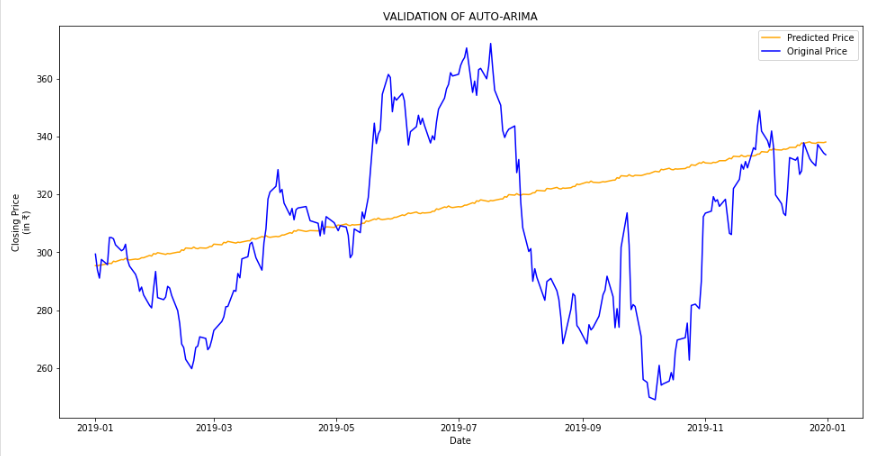 VALIDATION OF AUTO-ARIMA
Predicted Price
Original Price
Closing Price
(in ₹)
360
340
320
300
280
260
2019-01
2019-03
2019-05
2019-07
2019-09
2019-11
2020-01
Date